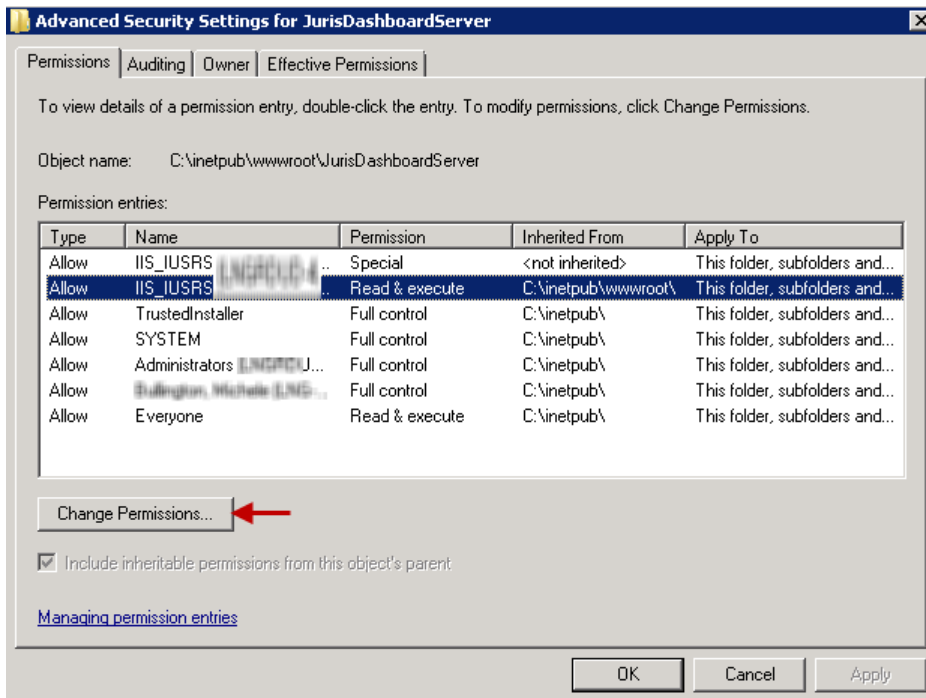 Advanced Security Settings for JurisDashboardServer
Permissions Auditing Owner Effective Permissions
To view details of a permission entry, double-click the entry. To modify permissions, click Change Permissions.
Object name: C:\inetpub\wwwroot\JurisDashboardServer
Permission entries:
Type Name Permission Inherited From Apply To
Allow IIS_IUSRS .. Special <not inherited> This folder, subfolders and...
Allow IIS_IUSRS .. Read & execute C:\inetpub\wwwroot\ This folder, subfolders and...
Allow TrustedInstaller Full control C:\inetpub\ This folder, subfolders and...
Allow SYSTEM Full control C:\inetpub\ This folder, subfolders and...
Allow Administrators J... Full control C:\inetpub\ This folder, subfolders and...
Allow Full control C:\inetpub\ This folder, subfolders and...
Allow Everyone Read & execute C:\inetpub\ This folder, subfolders and...
Change Permissions...
Include inheritable permissions from this object's parent
Managing permission entries
OK Cancel Apply